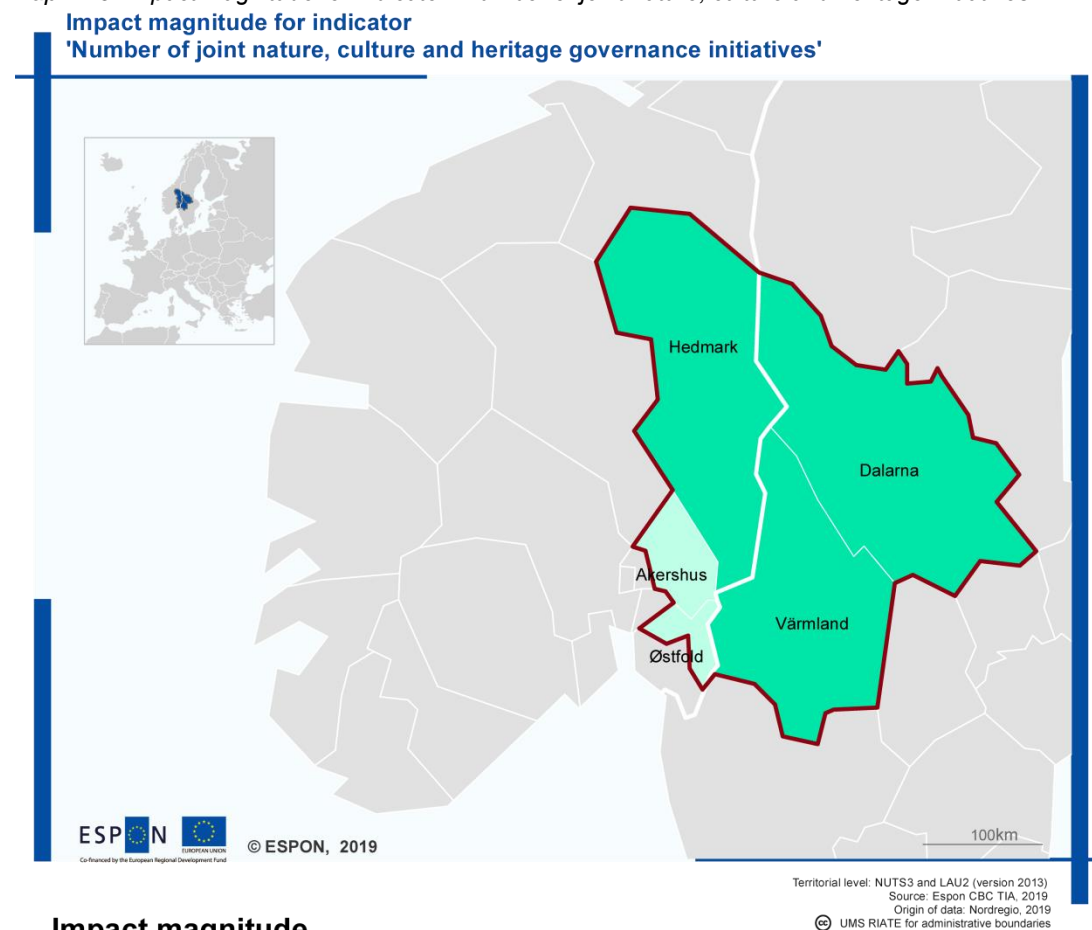 Impact magnitude for indicator
'Number of joint nature, culture and heritage governance initiatives'
Hedmark
Dalarna
Akershus
Värmland
Østfold
ESPON
EUROPEAN UNION
Co-financed by the European Regional Development Fund
© ESPON, 2019
100km
Territorial level: NUTS3 and LAU2 (version 2013)
Source: Espon CBC TIA, 2019
Origin of data: Nordregio, 2019
UMS RIATE for administrative boundaries
Impact magnitude